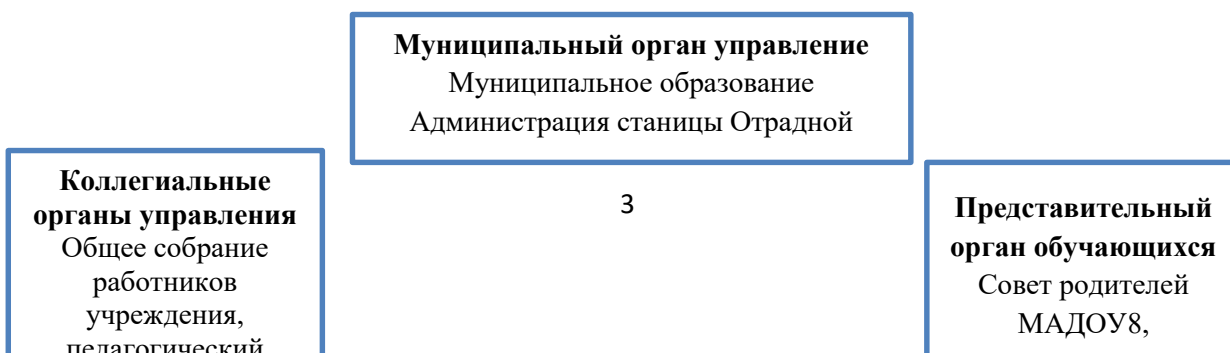 Муниципальный орган управление
Муниципальное образование
Администрация станицы Отрадной
Коллегиальные
органы управления
Общее собрание
работников
учреждения,
педагогический
3
Представительный
орган обучающихся
Совет родителей
МАДОУ8,